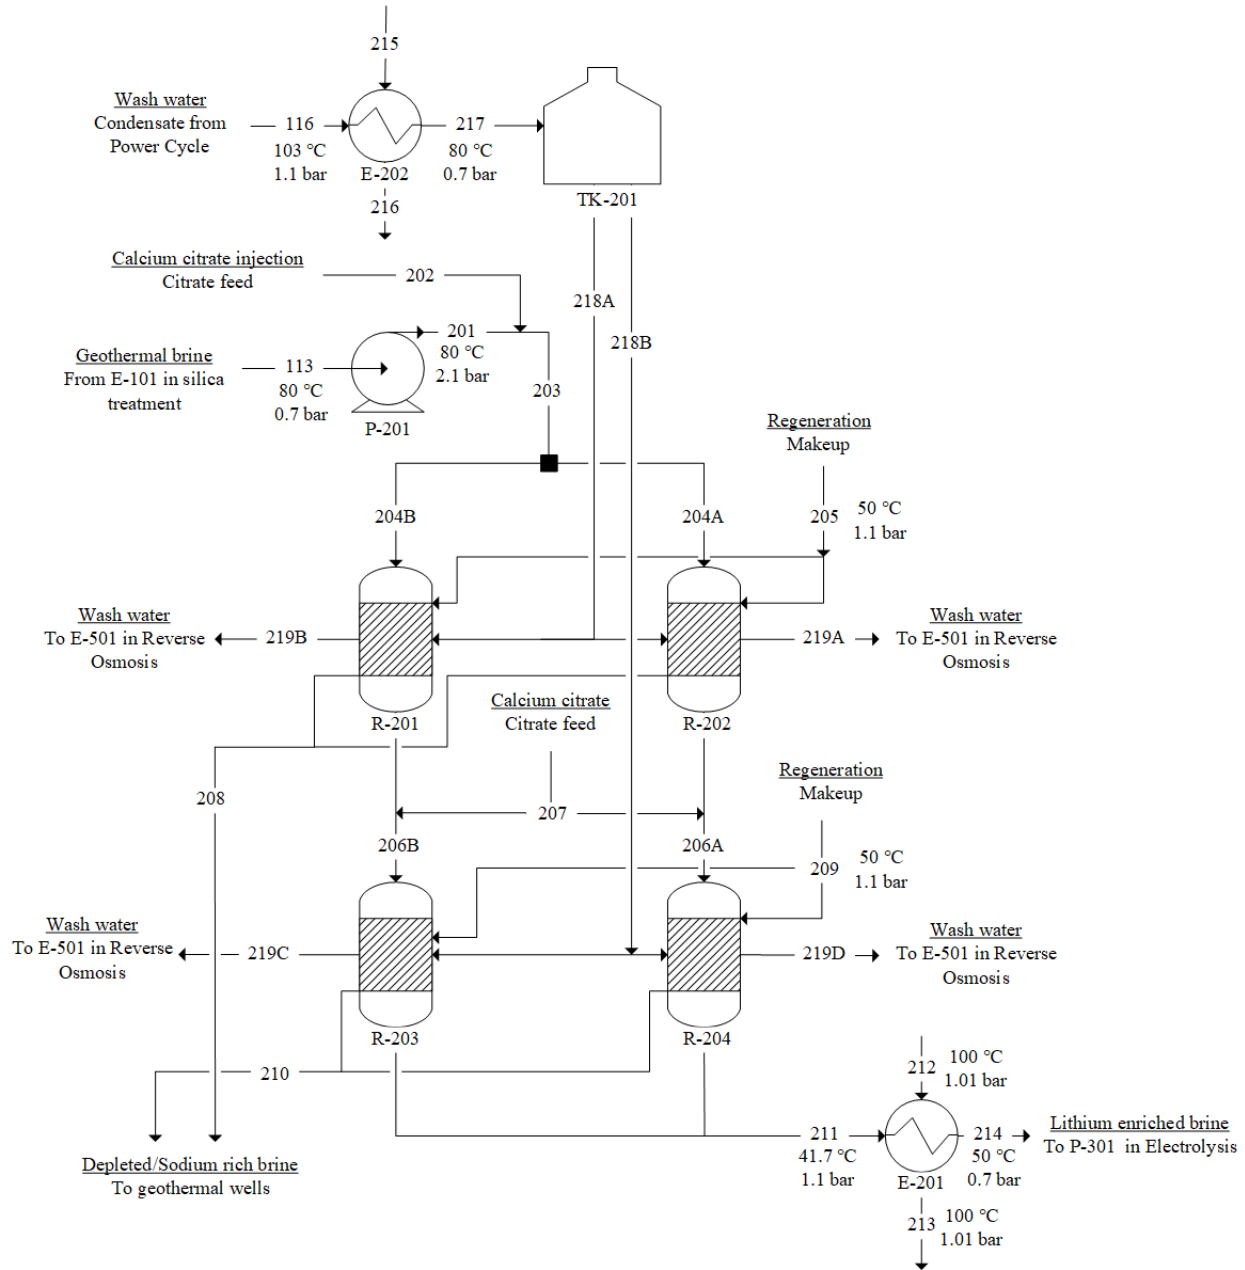 215
Wash water
Condensate from
Power Cycle
116
103 °C
1.1 bar
E-202
217
80 °C
0.7 bar
TK-201
216
Calcium citrate injection
Citrate feed
202
218A
218B
Geothermal brine
From E-101 in silica
treatment
113
80 °C
0.7 bar
201
80 °C
2.1 bar
P-201
203
Regeneration
Makeup
204B
204A
205
50 °C
1.1 bar
Wash water
To E-501 in Reverse
Osmosis
219B
219A
Wash water
To E-501 in Reverse
Osmosis
R-201
R-202
Calcium citrate
Citrate feed
208
207
Regeneration
Makeup
206B
206A
209
50 °C
1.1 bar
Wash water
To E-501 in Reverse
Osmosis
219C
219D
Wash water
To E-501 in Reverse
Osmosis
R-203
R-204
210
212
100 °C
1.01 bar
211
41.7 °C
1.1 bar
214
50 °C
0.7 bar
Lithium enriched brine
To P-301 in Electrolysis
E-201
Depleted/Sodium rich brine
To geothermal wells
213
100 °C
1.01 bar